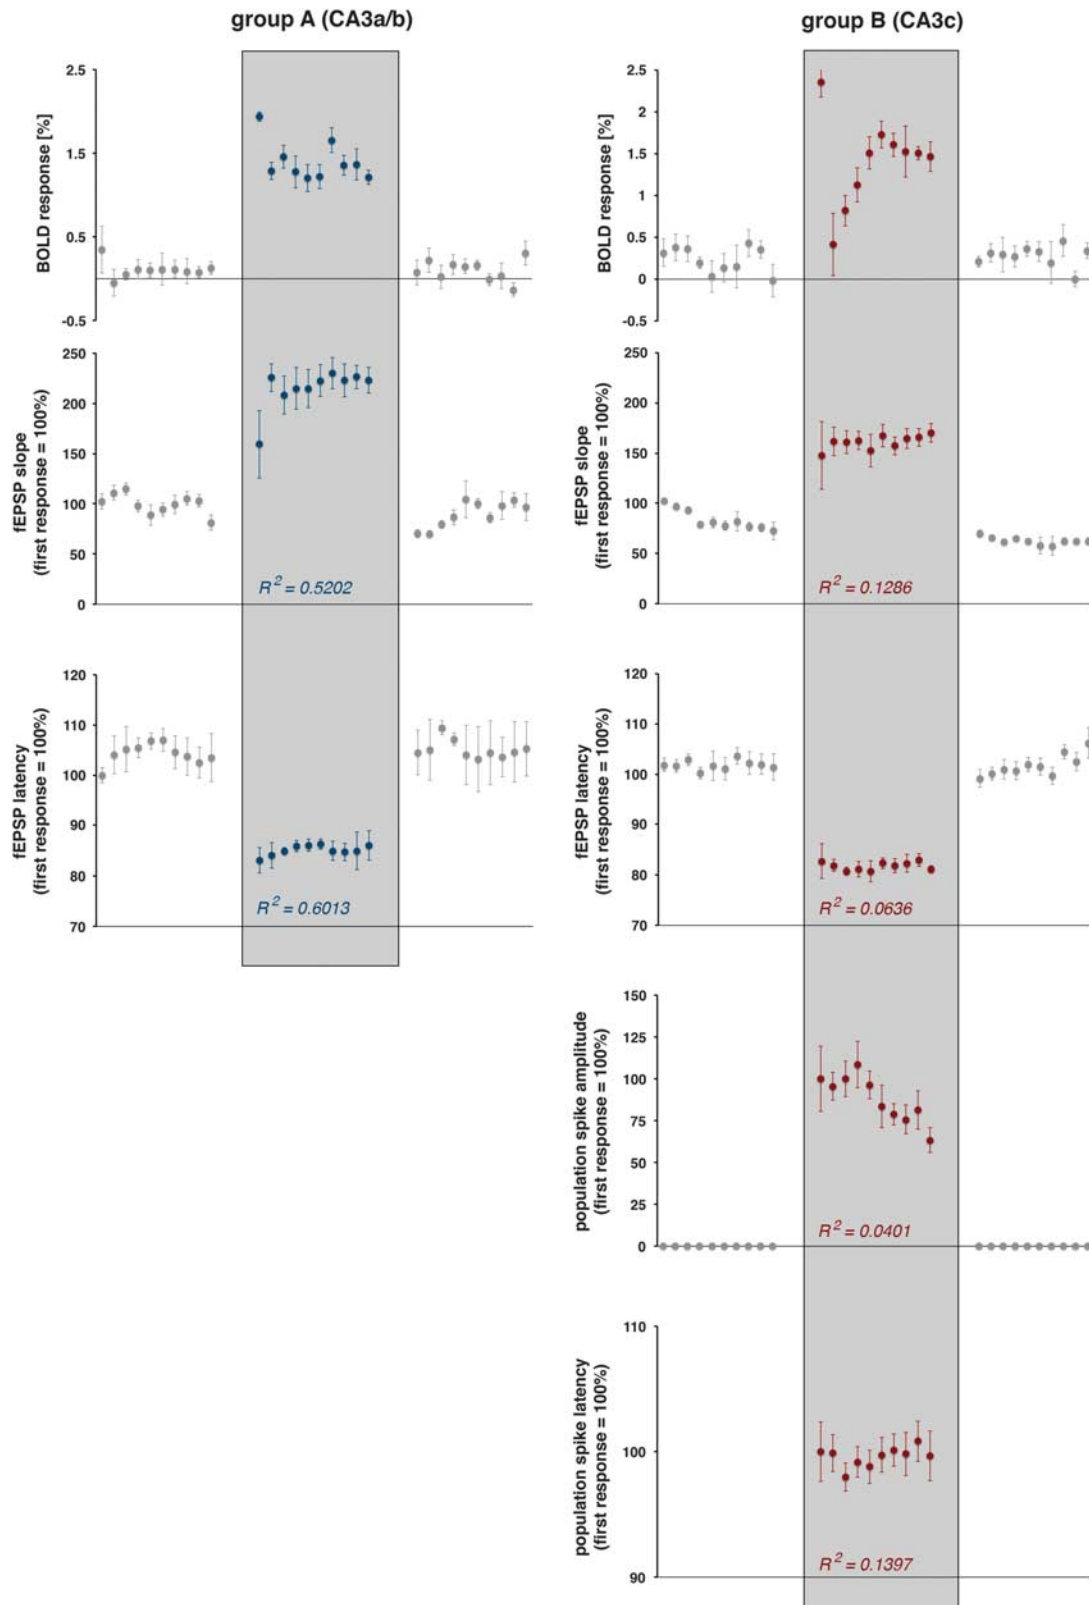 group A (CA3a/b)
group B (CA3c)
BOLD response [%]
2.5
1.5
0.5
-0.5
BOLD response [%]
2.5
2
1.5
1
0.5
0
-0.5
fEPSP slope
(first response = 100%)
250
200
150
100
50
0
R² = 0.5202
fEPSP slope
(first response = 100%)
250
200
150
100
50
0
R² = 0.1286
fEPSP latency
(first response = 100%)
120
110
100
90
80
70
R² = 0.6013
fEPSP latency
(first response = 100%)
120
110
100
90
80
70
R² = 0.0636
population spike amplitude
(first response = 100%)
150
125
100
75
50
25
0
R² = 0.0401
population spike latency
(first response = 100%)
110
100
90
R² = 0.1397